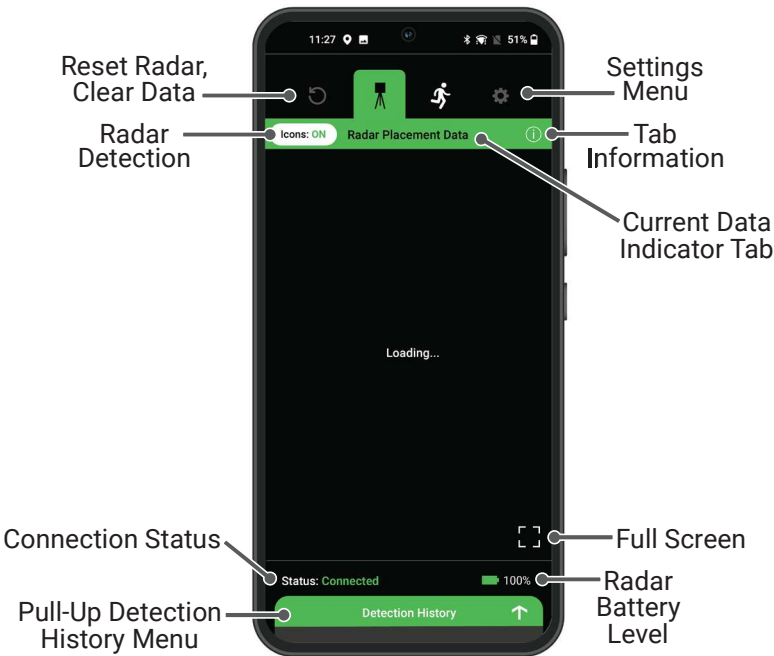 11:27
51%
Reset Radar,
Clear Data
Settings
Menu
Radar
Detection
Icons: ON
Radar Placement Data
Tab
Information
Current Data
Indicator Tab
Loading...
Connection Status
Full Screen
Status: Connected
100%
Radar
Battery
Level
Pull-Up Detection
History Menu
Detection History